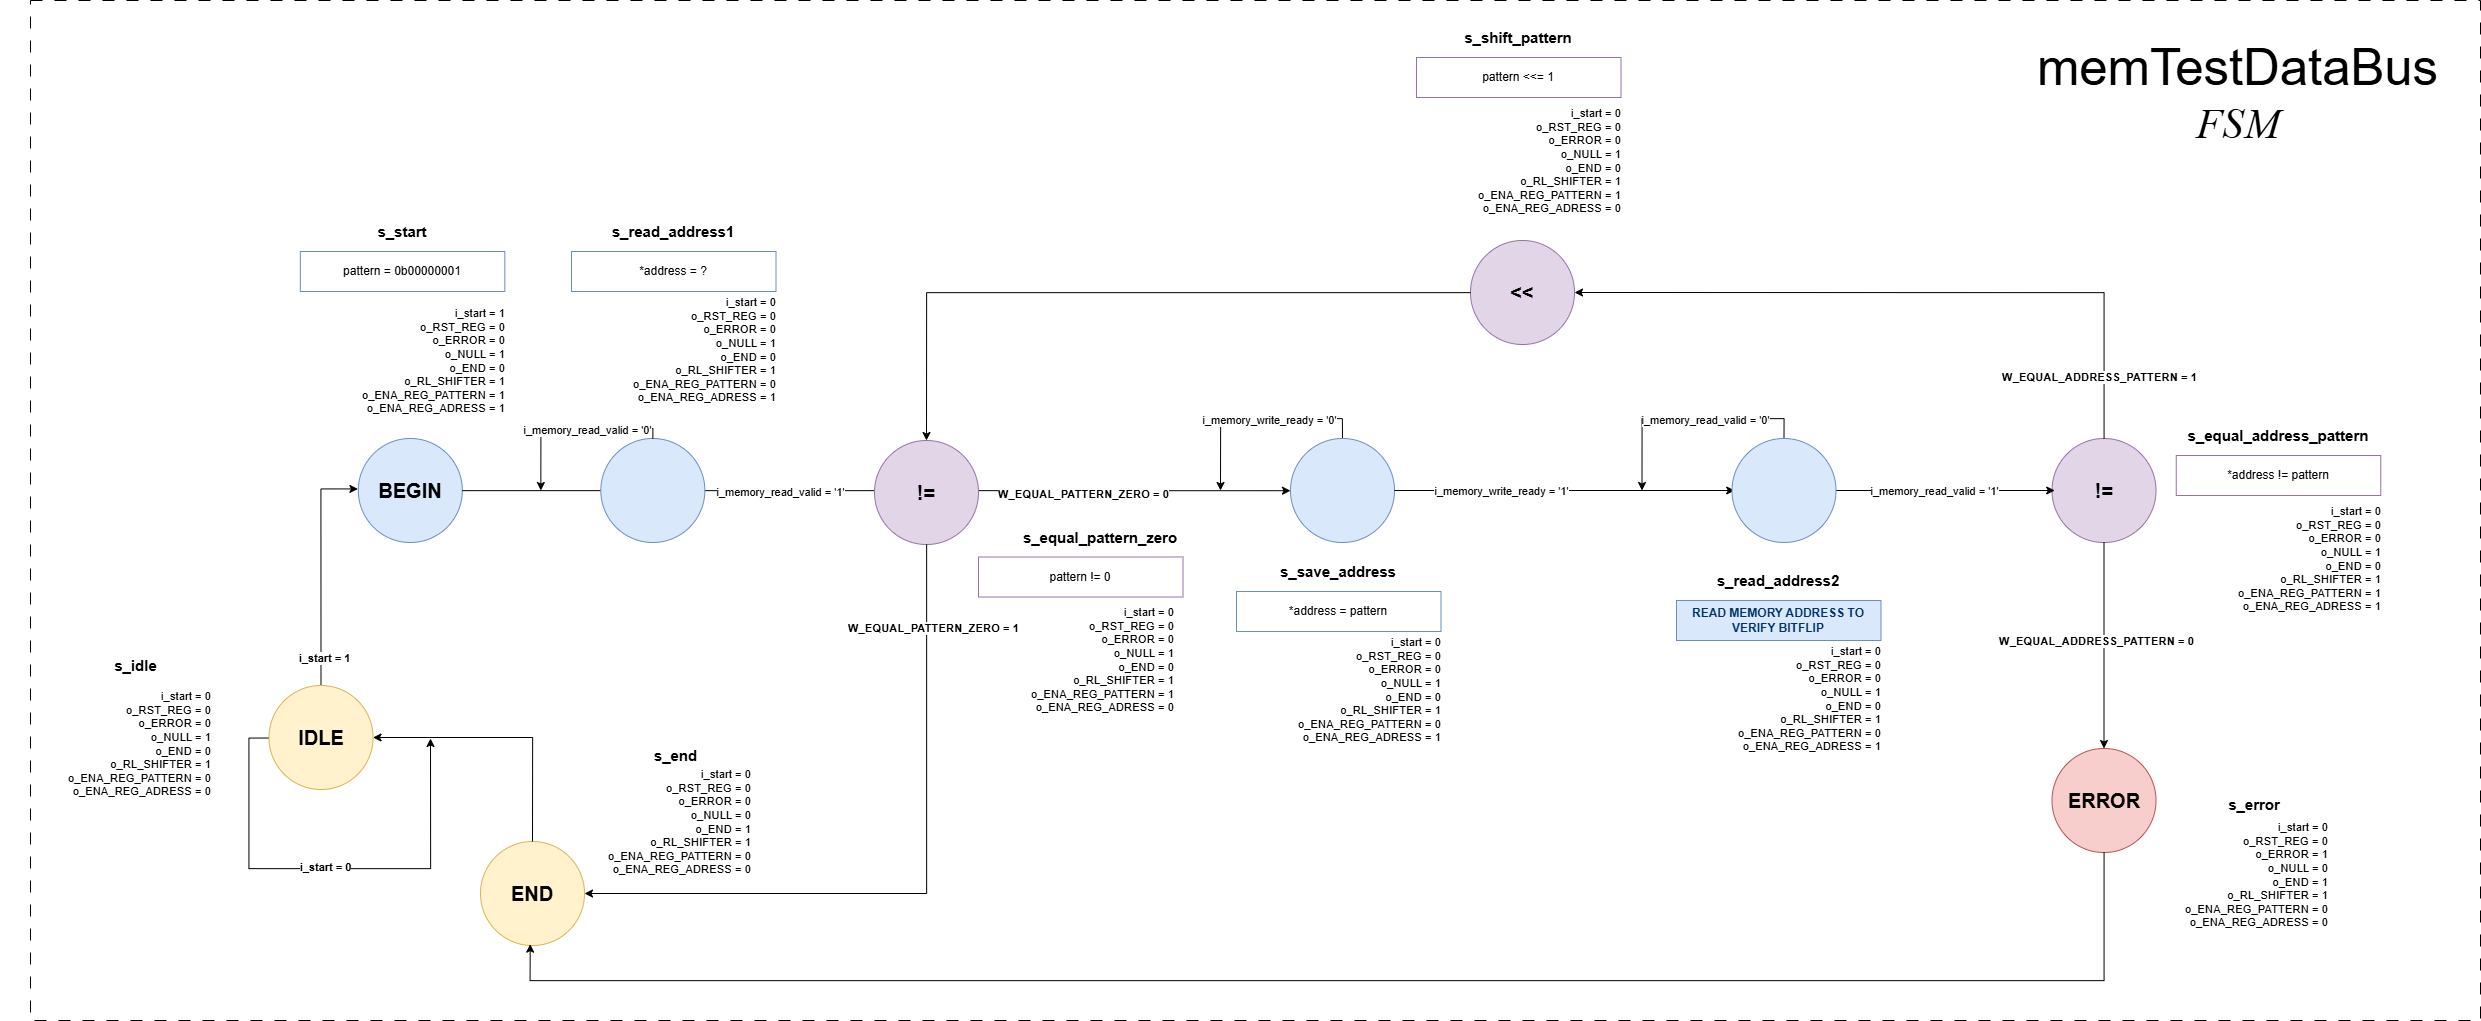 memTestDataBus
FSM
s_shift_pattern
pattern <<= 1
i_start = 0
o_RST_REG = 0
o_ERROR = 0
o_NULL = 1
o_END = 0
o_RL_SHIFTER = 1
o_ENA_REG_PATTERN = 1
o_ENA_REG_ADRESS = 0
<<
s_start
pattern = 0b00000001
i_start = 1
o_RST_REG = 0
o_ERROR = 0
o_NULL = 1
o_END = 0
o_RL_SHIFTER = 1
o_ENA_REG_PATTERN = 1
o_ENA_REG_ADRESS = 1
BEGIN
s_read_address1
*address = ?
i_start = 0
o_RST_REG = 0
o_ERROR = 0
o_NULL = 1
o_END = 0
o_RL_SHIFTER = 1
o_ENA_REG_PATTERN = 0
o_ENA_REG_ADRESS = 1
i_memory_read_valid = '0'
i_memory_read_valid = '1'
!=
W_EQUAL_PATTERN_ZERO = 0
s_equal_pattern_zero
pattern != 0
i_start = 0
o_RST_REG = 0
o_ERROR = 0
o_NULL = 1
o_END = 0
o_RL_SHIFTER = 1
o_ENA_REG_PATTERN = 1
o_ENA_REG_ADRESS = 0
W_EQUAL_PATTERN_ZERO = 1
i_memory_write_ready = '0'
s_save_address
*address = pattern
i_start = 0
o_RST_REG = 0
o_ERROR = 0
o_NULL = 1
o_END = 0
o_RL_SHIFTER = 1
o_ENA_REG_PATTERN = 0
o_ENA_REG_ADRESS = 1
i_memory_write_ready = '1'
i_memory_read_valid = '0'
s_read_address2
READ MEMORY ADDRESS TO
VERIFY BITFLIP
i_start = 0
o_RST_REG = 0
o_ERROR = 0
o_NULL = 1
o_END = 0
o_RL_SHIFTER = 1
o_ENA_REG_PATTERN = 0
o_ENA_REG_ADRESS = 1
i_memory_read_valid = '1'
!=
W_EQUAL_ADDRESS_PATTERN = 1
s_equal_address_pattern
*address != pattern
i_start = 0
o_RST_REG = 0
o_ERROR = 0
o_NULL = 1
o_END = 0
o_RL_SHIFTER = 1
o_ENA_REG_PATTERN = 1
o_ENA_REG_ADRESS = 1
W_EQUAL_ADDRESS_PATTERN = 0
ERROR
s_error
i_start = 0
o_RST_REG = 0
o_ERROR = 1
o_NULL = 0
o_END = 1
o_RL_SHIFTER = 1
o_ENA_REG_PATTERN = 0
o_ENA_REG_ADRESS = 0
i_start = 1
s_idle
i_start = 0
o_RST_REG = 0
o_ERROR = 0
o_NULL = 1
o_END = 0
o_RL_SHIFTER = 1
o_ENA_REG_PATTERN = 0
o_ENA_REG_ADRESS = 0
IDLE
i_start = 0
s_end
i_start = 0
o_RST_REG = 0
o_ERROR = 0
o_NULL = 0
o_END = 1
o_RL_SHIFTER = 1
o_ENA_REG_PATTERN = 0
o_ENA_REG_ADRESS = 0
END